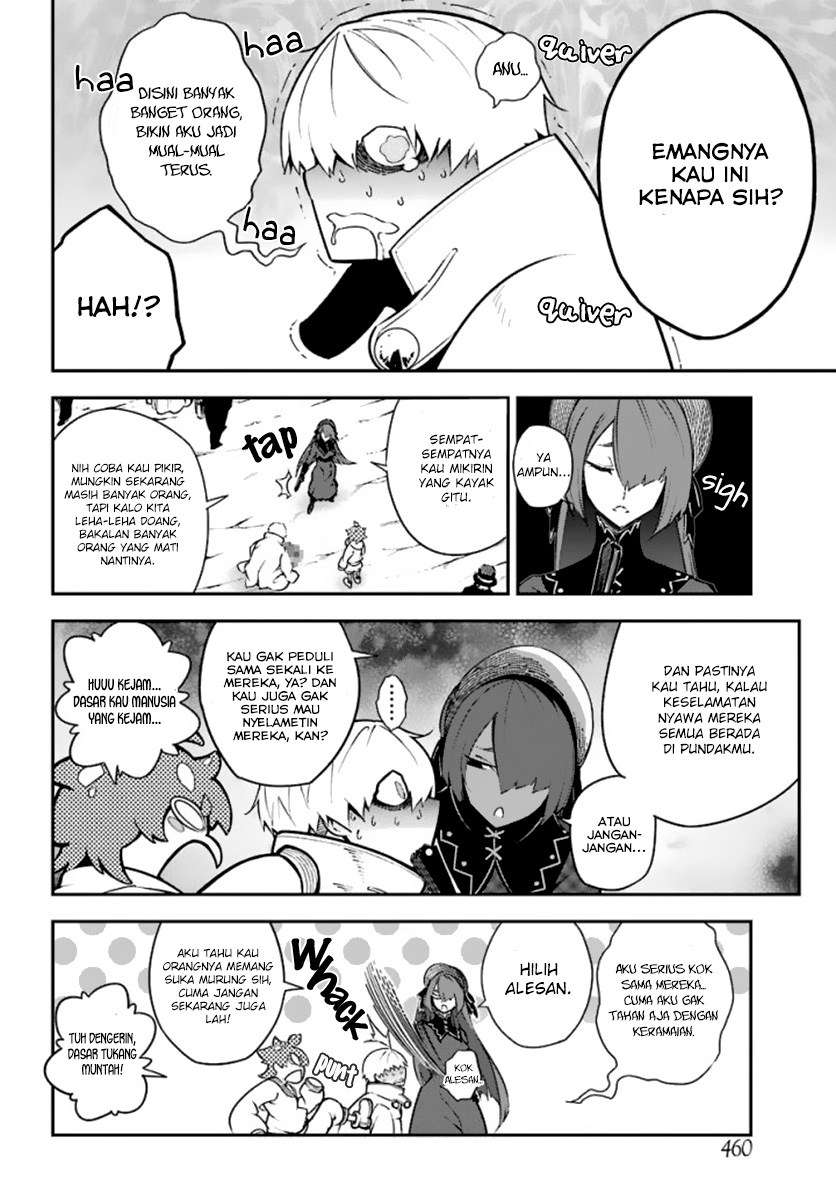 EMANGNYA
KAU INI
KENAPA SIH?
quiver
ANU...
haa
haa
DISINI BANYAK
BANGET ORANG,
BIKIN AKU JADI
MUAL-MUAL
TERUS.
haa
haa
quiver
HAH!?
YA
AMPUN...
sigh
SEMPAT-
SEMPATNYA
KAU MIKIRIN
YANG KAYAK
GITU.
tap
NIH COBA KAU PIKIR,
MUNGKIN SEKARANG
MASIH BANYAK ORANG,
TAPI KALO KITA
LEHA-LEHA DOANG,
BAKALAN BANYAK
ORANG YANG MATI
NANTINYA.
DAN PASTINYA
KAU TAHU, KALAU
KESELAMATAN
NYAWA MEREKA
SEMUA BERADA
DI PUNDAKMU.
ATAU
JANGAN-
JANGAN...
......
KAU GAK PEDULI
SAMA SEKALI KE
MEREKA, YA? DAN
KAU JUGA GAK
SERIUS MAU
NYELAMETIN
MEREKA, KAN?
HUUU KEJAM...
DASAR KAU MANUSIA
YANG KEJAM...
AKU SERIUS KOK
SAMA MEREKA...
CUMA AKU GAK
TAHAN AJA DENGAN
KERAMAIAN.
HILIH
ALESAN.
KOK
ALESAN..
Whack
AKU TAHU KAU
ORANGNYA MEMANG
SUKA MURUNG SIH,
CUMA JANGAN
SEKARANG JUGA
LAH!
punt
TUH DENGERIN,
DASAR TUKANG
MUNTAH!
460